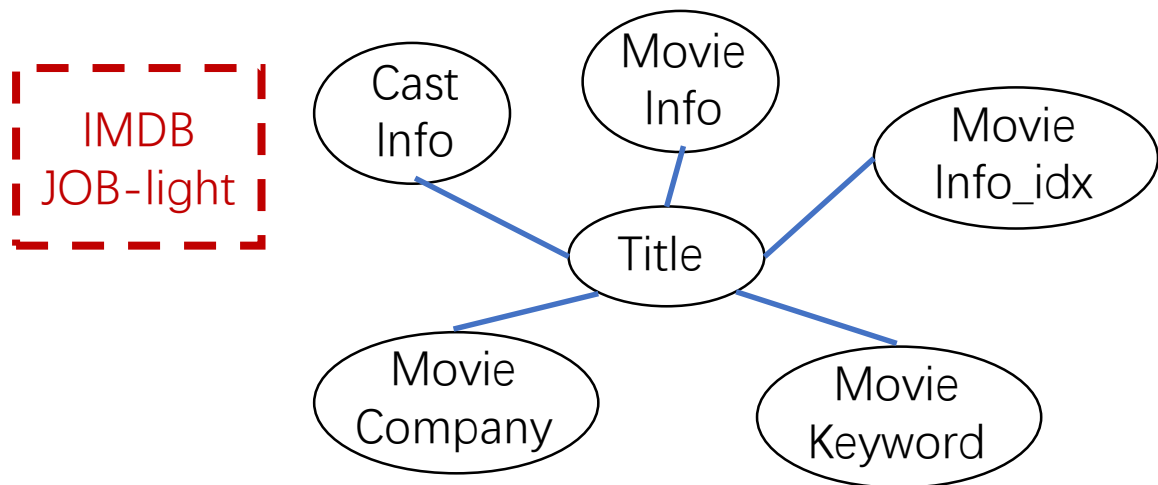 IMDB
JOB-light
Cast
Info
Movie
Info
Movie
Info_idx
Title
Movie
Company
Movie
Keyword